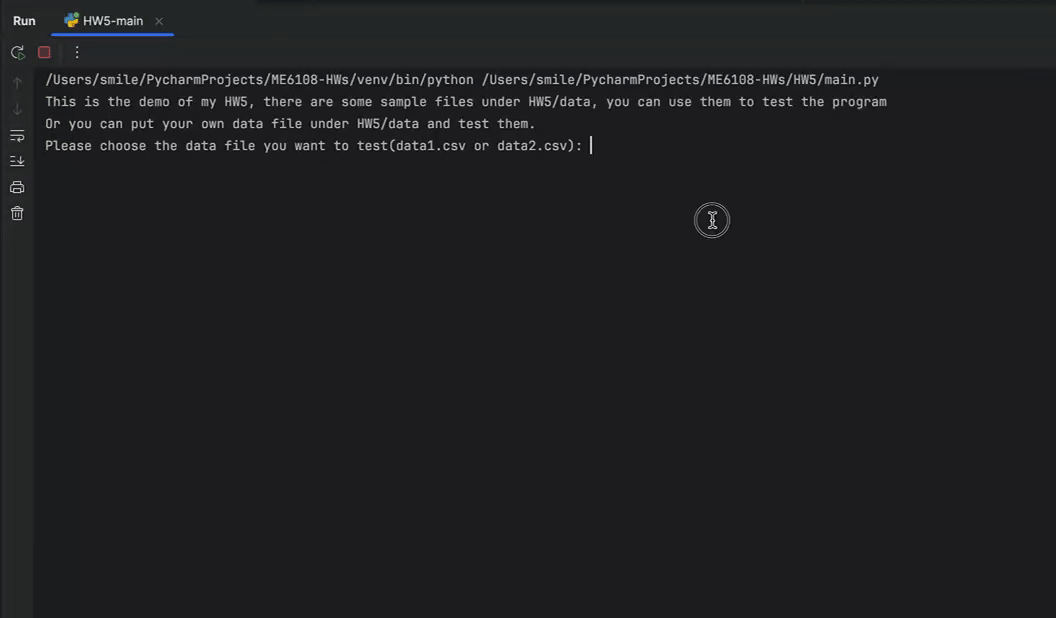 Run HW5-main
/Users/smile/PycharmProjects/ME6108-HWs/venv/bin/python /Users/smile/PycharmProjects/ME6108-HWs/HW5/main.py
This is the demo of my HW5, there are some sample files under HW5/data, you can use them to test the program
Or you can put your own data file under HW5/data and test them.
Please choose the data file you want to test(data1.csv or data2.csv):